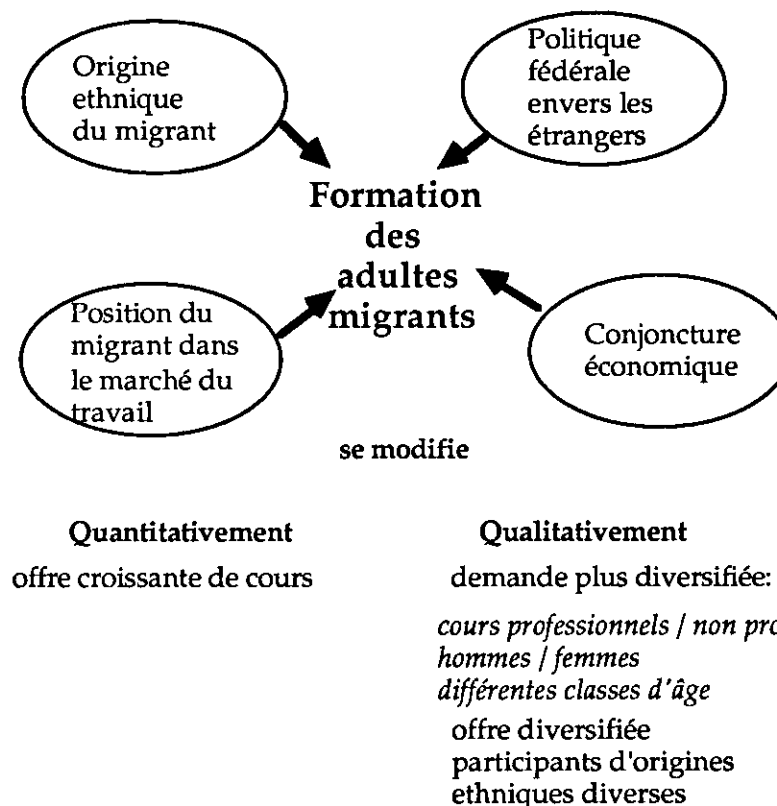 Origine
ethnique
du migrant
Politique
fédérale
envers les
étrangers
Formation
des
adultes
migrants
Position du
migrant dans
le marché du
travail
Conjoncture
économique
se modifie
Quantitativement
offre croissante de cours
Qualitativement
demande plus diversifiée:
cours professionnels / non
hommes / femmes
différentes classes d'âge
offre diversifiée
participants d'origines
ethniques diverses